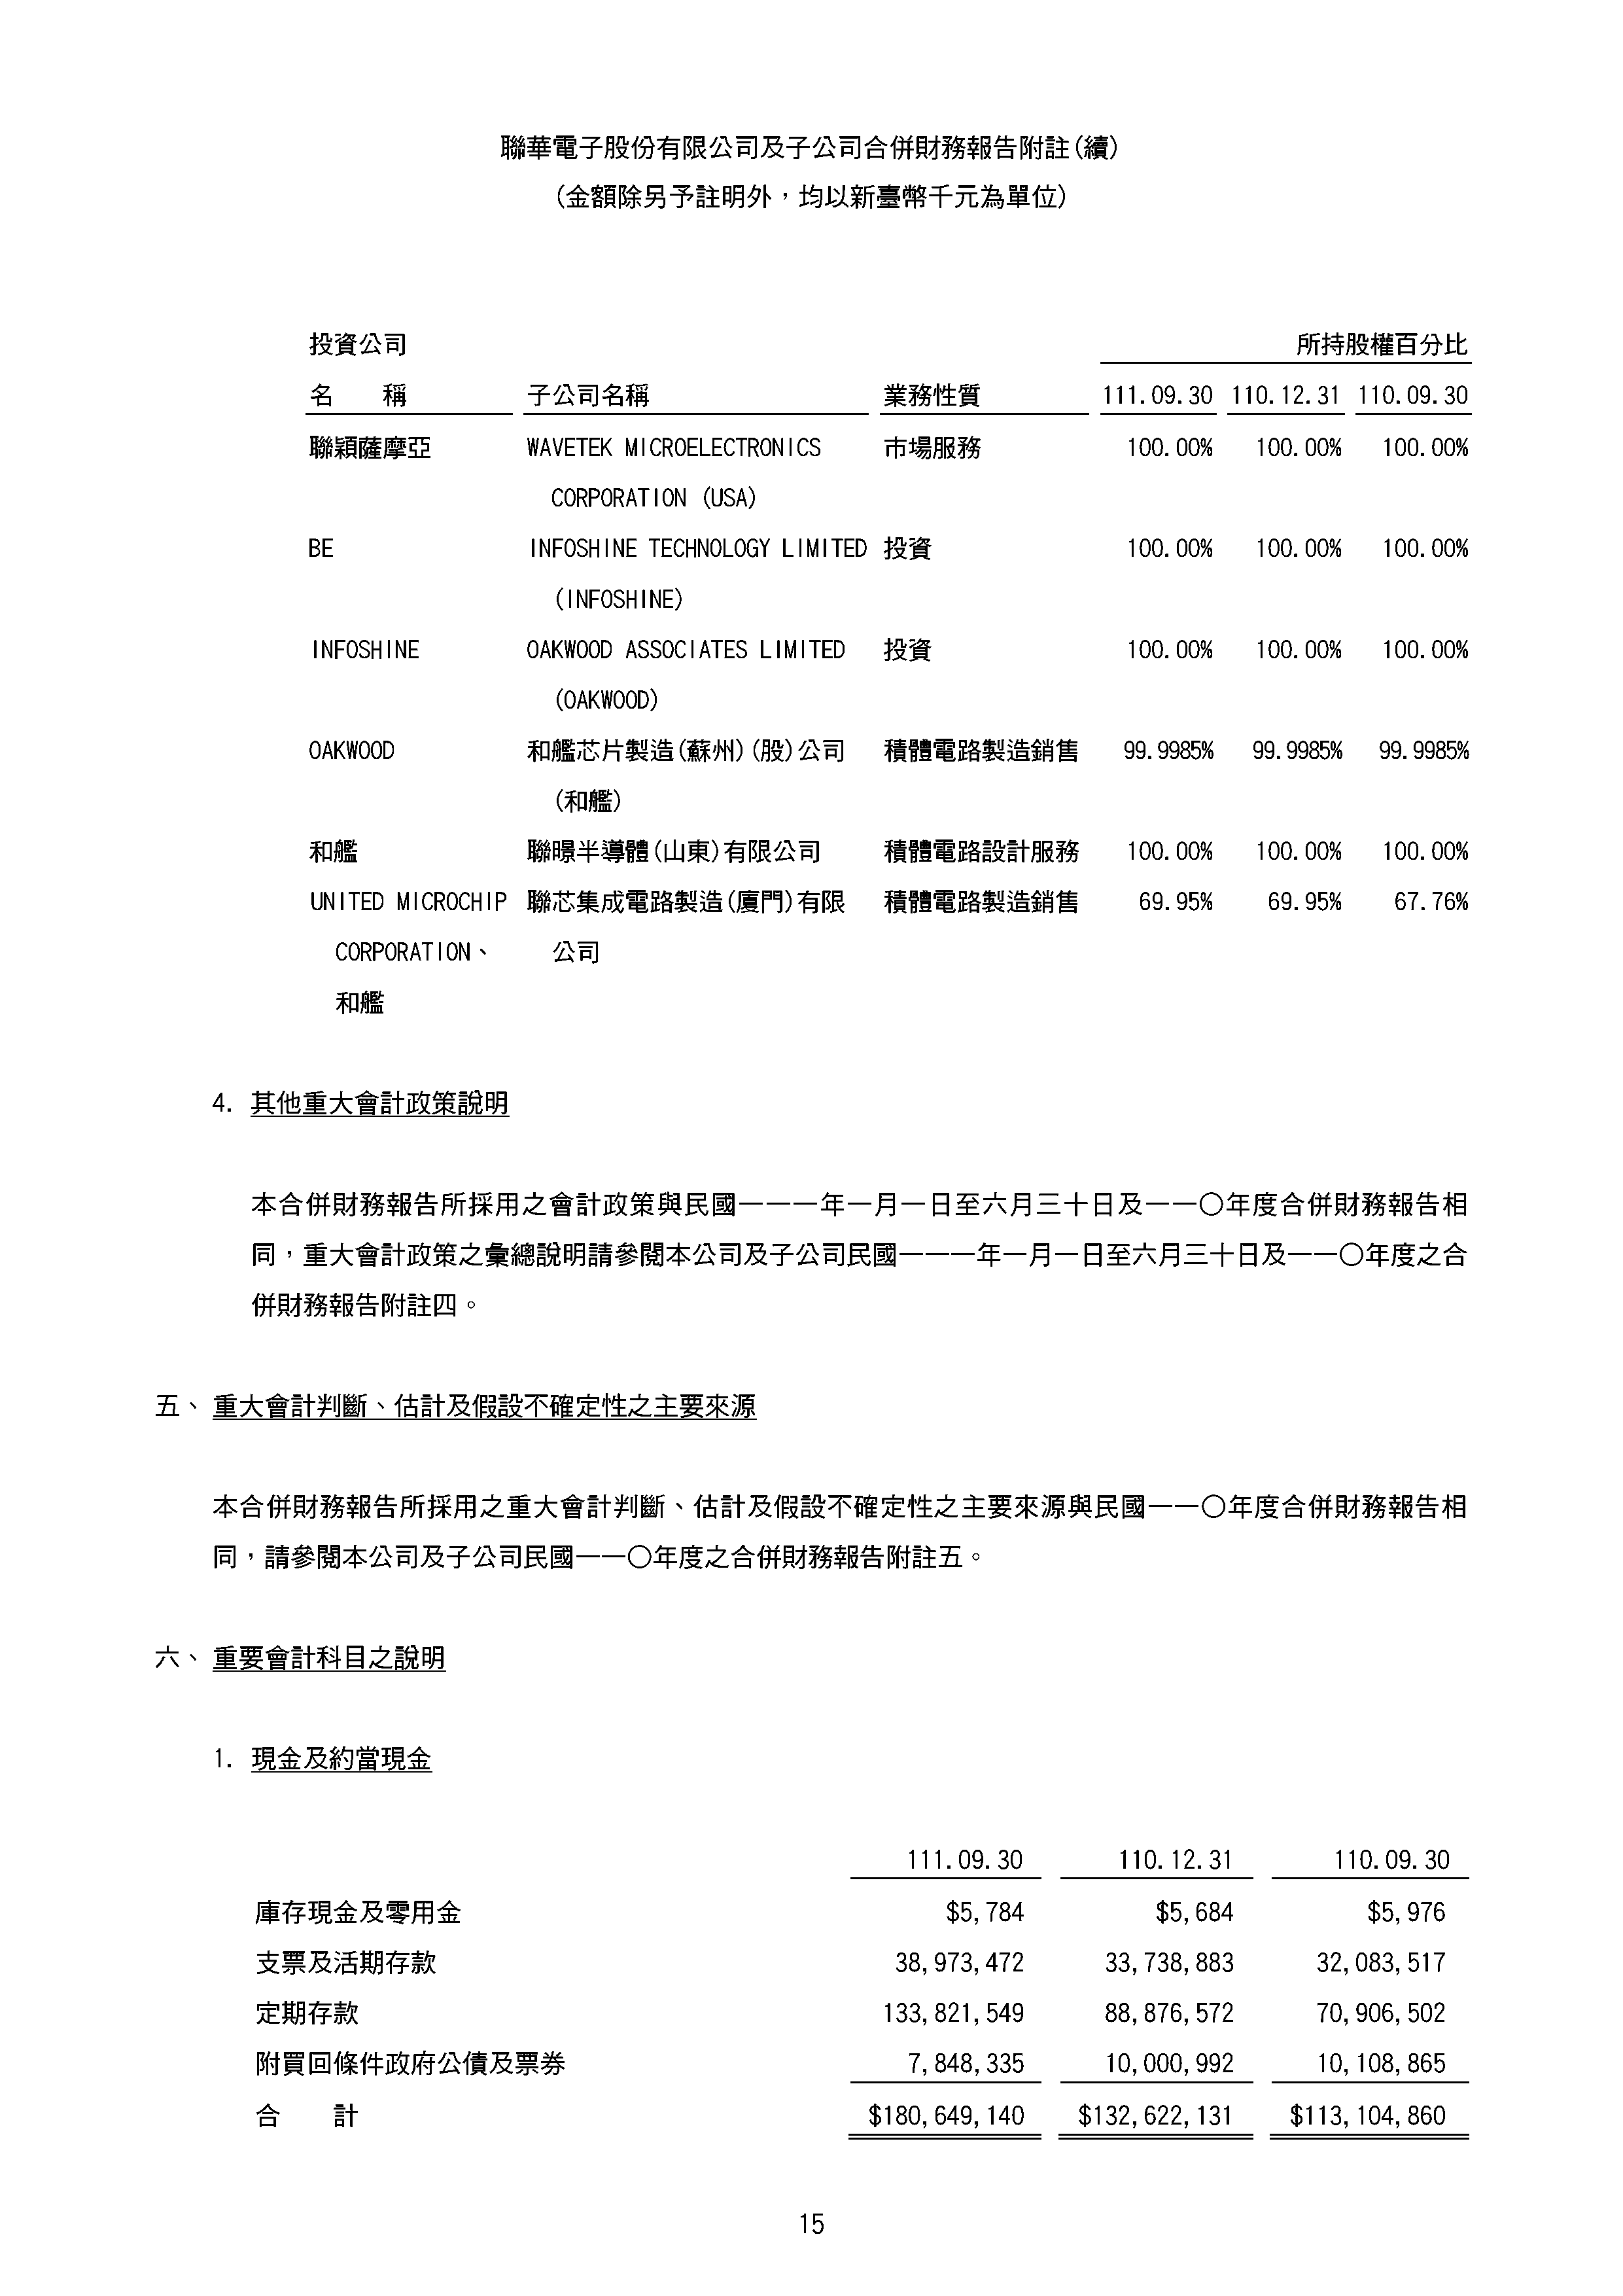 聯華電子股份有限公司及子公司合併財務報告附註(續)
(金額除另予註明外，均以新臺幣千元為單位)
投資公司 所持股權百分比
名　　稱 子公司名稱 業務性質 111.09.30 110.12.31 110.09.30
聯穎薩摩亞 WAVETEK MICROELECTRONICS 市場服務 100.00% 100.00% 100.00%
CORPORATION (USA)
BE INFOSHINE TECHNOLOGY LIMITED 投資 100.00% 100.00% 100.00%
(INFOSHINE)
INFOSHINE OAKWOOD ASSOCIATES LIMITED 投資 100.00% 100.00% 100.00%
(OAKWOOD)
OAKWOOD 和艦芯片製造(蘇州)(股)公司 積體電路製造銷售 99.9985% 99.9985% 99.9985%
(和艦)
和艦 聯暻半導體(山東)有限公司 積體電路設計服務 100.00% 100.00% 100.00%
UNITED MICROCHIP 聯芯集成電路製造(廈門)有限 積體電路製造銷售 69.95% 69.95% 67.76%
CORPORATION、 公司
和艦
4. 其他重大會計政策說明
本合併財務報告所採用之會計政策與民國一一一年一月一日至六月三十日及一一〇年度合併財務報告相
同，重大會計政策之彙總說明請參閱本公司及子公司民國一一一年一月一日至六月三十日及一一〇年度之合
併財務報告附註四。
五、重大會計判斷、估計及假設不確定性之主要來源
本合併財務報告所採用之重大會計判斷、估計及假設不確定性之主要來源與民國一一〇年度合併財務報告相
同，請參閱本公司及子公司民國一一〇年度之合併財務報告附註五。
六、重要會計科目之說明
1. 現金及約當現金
111.09.30 110.12.31 110.09.30
庫存現金及零用金 $5,784 $5,684 $5,976
支票及活期存款 38,973,472 33,738,883 32,083,517
定期存款 133,821,549 88,876,572 70,906,502
附買回條件政府公債及票券 7,848,335 10,000,992 10,108,865
合　　計 $180,649,140 $132,622,131 $113,104,860
15